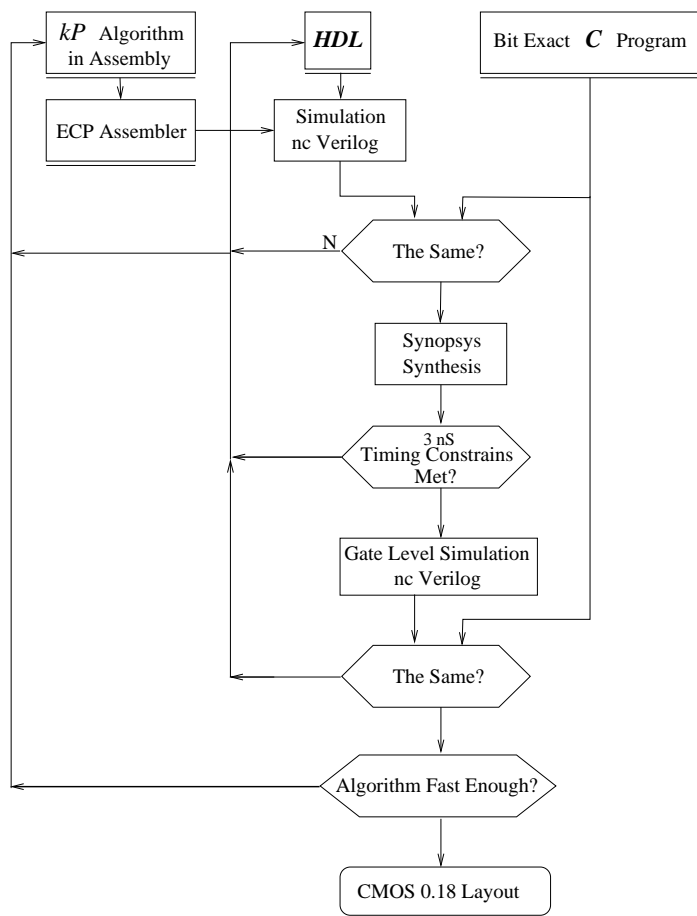 kP Algorithm
in Assembly
HDL
Bit Exact C Program
ECP Assembler
Simulation
nc Verilog
N
The Same?
Synopsys
Synthesis
3 nS
Timing Constrains
Met?
Gate Level Simulation
nc Verilog
The Same?
Algorithm Fast Enough?
CMOS 0.18 Layout